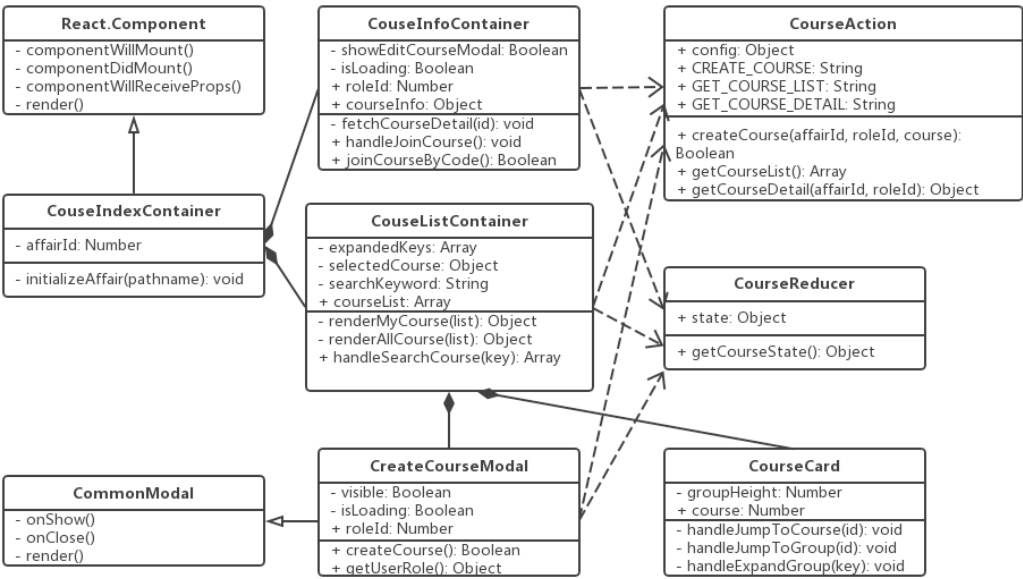 React.Component
- componentWillMount()
- componentDidMount()
- componentWillReceiveProps()
- render()
CouseInfoContainer
- showEditCourseModal: Boolean
- isLoading: Boolean
+ roleId: Number
+ courseInfo: Object
- fetchCourseDetail(id): void
+ handleJoinCourse(): void
+ joinCourseByCode(): Boolean
CourseAction
+ config: Object
+ CREATE_COURSE: String
+ GET_COURSE_LIST: String
+ GET_COURSE_DETAIL: String
+ createCourse(affairId, roleId, course):
Boolean
+ getCourseList(): Array
+ getCourseDetail(affairId, roleId): Object
CouseIndexContainer
- affairId: Number
- initializeAffair(pathname): void
CouseListContainer
- expandedKeys: Array
- selectedCourse: Object
- searchKeyword: String
+ courseList: Array
- renderMyCourse(list): Object
- renderAllCourse(list): Object
+ handleSearchCourse(key): Array
CourseReducer
+ state: Object
+ getCourseState(): Object
CommonModal
- onShow()
- onClose()
- render()
CreateCourseModal
- visible: Boolean
- isLoading: Boolean
+ roleId: Number
+ createCourse(): Boolean
+ getUserRole(): Object
CourseCard
- groupHeight: Number
+ course: Number
- handleJumpToCourse(id): void
- handleJumpToGroup(id): void
- handleExpandGroup(key): void